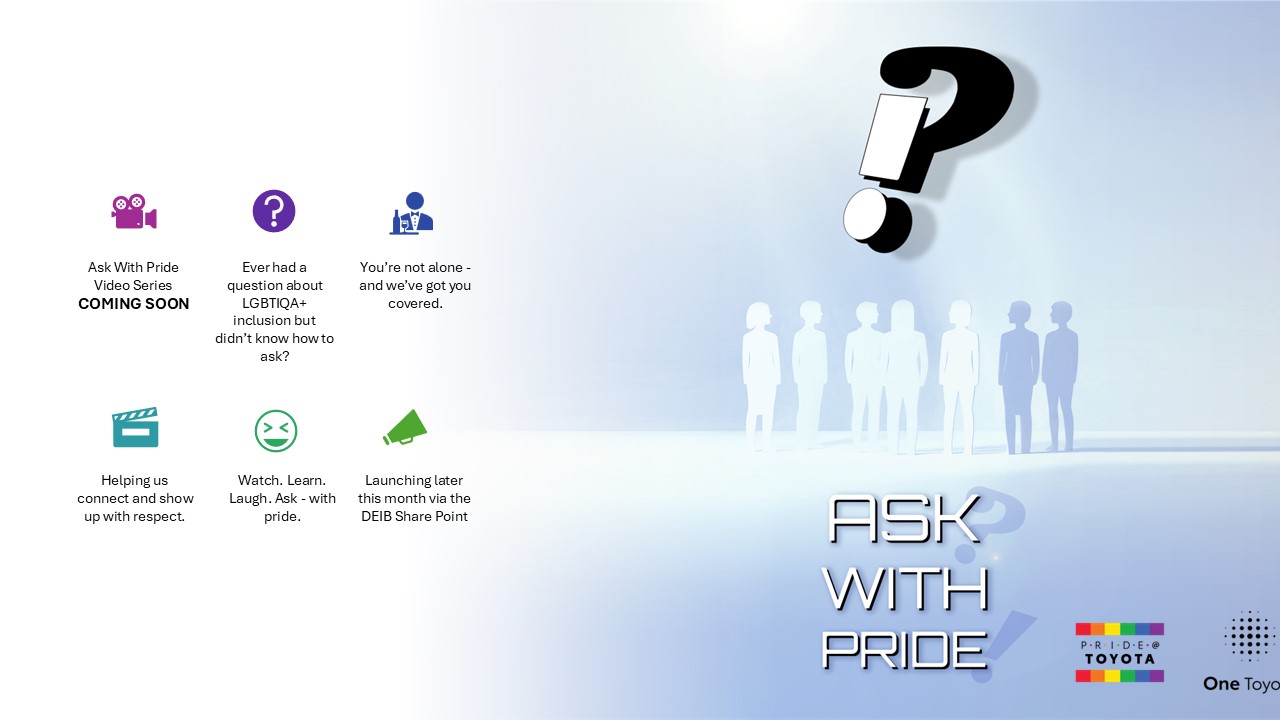 Ask With Pride
Video Series
COMING SOON
Ever had a
question about
LGBTIQA+
inclusion but
didn’t know how to
ask?
You’re not alone -
and we’ve got you
covered.
Helping us
connect and show
up with respect.
Watch. Learn.
Laugh. Ask - with
pride.
Launching later
this month via the
DEIB Share Point
?
ASK
WITH
PRIDE
P·R·I·D·E·@
TOYOTA
One Toyo